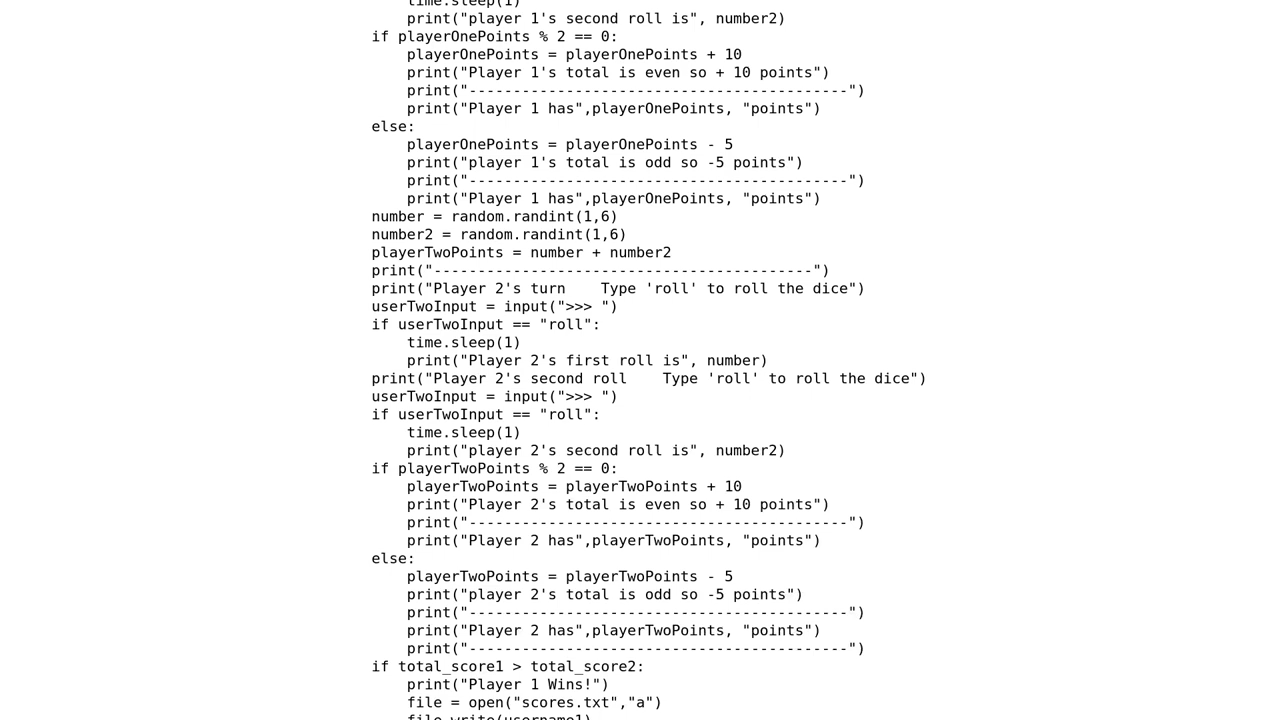 time.sleep(1)
print("player 1's second roll is", number2)
if playerOnePoints % 2 == 0:
playerOnePoints = playerOnePoints + 10
print("Player 1's total is even so + 10 points")
print("-------------------------------------------")
print("Player 1 has",playerOnePoints, "points")
else:
playerOnePoints = playerOnePoints - 5
print("player 1's total is odd so -5 points")
print("-------------------------------------------")
print("Player 1 has",playerOnePoints, "points")
number = random.randint(1,6)
number2 = random.randint(1,6)
playerTwoPoints = number + number2
print("-------------------------------------------")
print("Player 2's turn    Type 'roll' to roll the dice")
userTwoInput = input(">>> ")
if userTwoInput == "roll":
time.sleep(1)
print("Player 2's first roll is", number)
print("Player 2's second roll    Type 'roll' to roll the dice")
userTwoInput = input(">>> ")
if userTwoInput == "roll":
time.sleep(1)
print("player 2's second roll is", number2)
if playerTwoPoints % 2 == 0:
playerTwoPoints = playerTwoPoints + 10
print("Player 2's total is even so + 10 points")
print("-------------------------------------------")
print("Player 2 has",playerTwoPoints, "points")
else:
playerTwoPoints = playerTwoPoints - 5
print("player 2's total is odd so -5 points")
print("-------------------------------------------")
print("Player 2 has",playerTwoPoints, "points")
print("-------------------------------------------")
if total_score1 > total_score2:
print("Player 1 Wins!")
file = open("scores.txt","a")
file.write(username1)